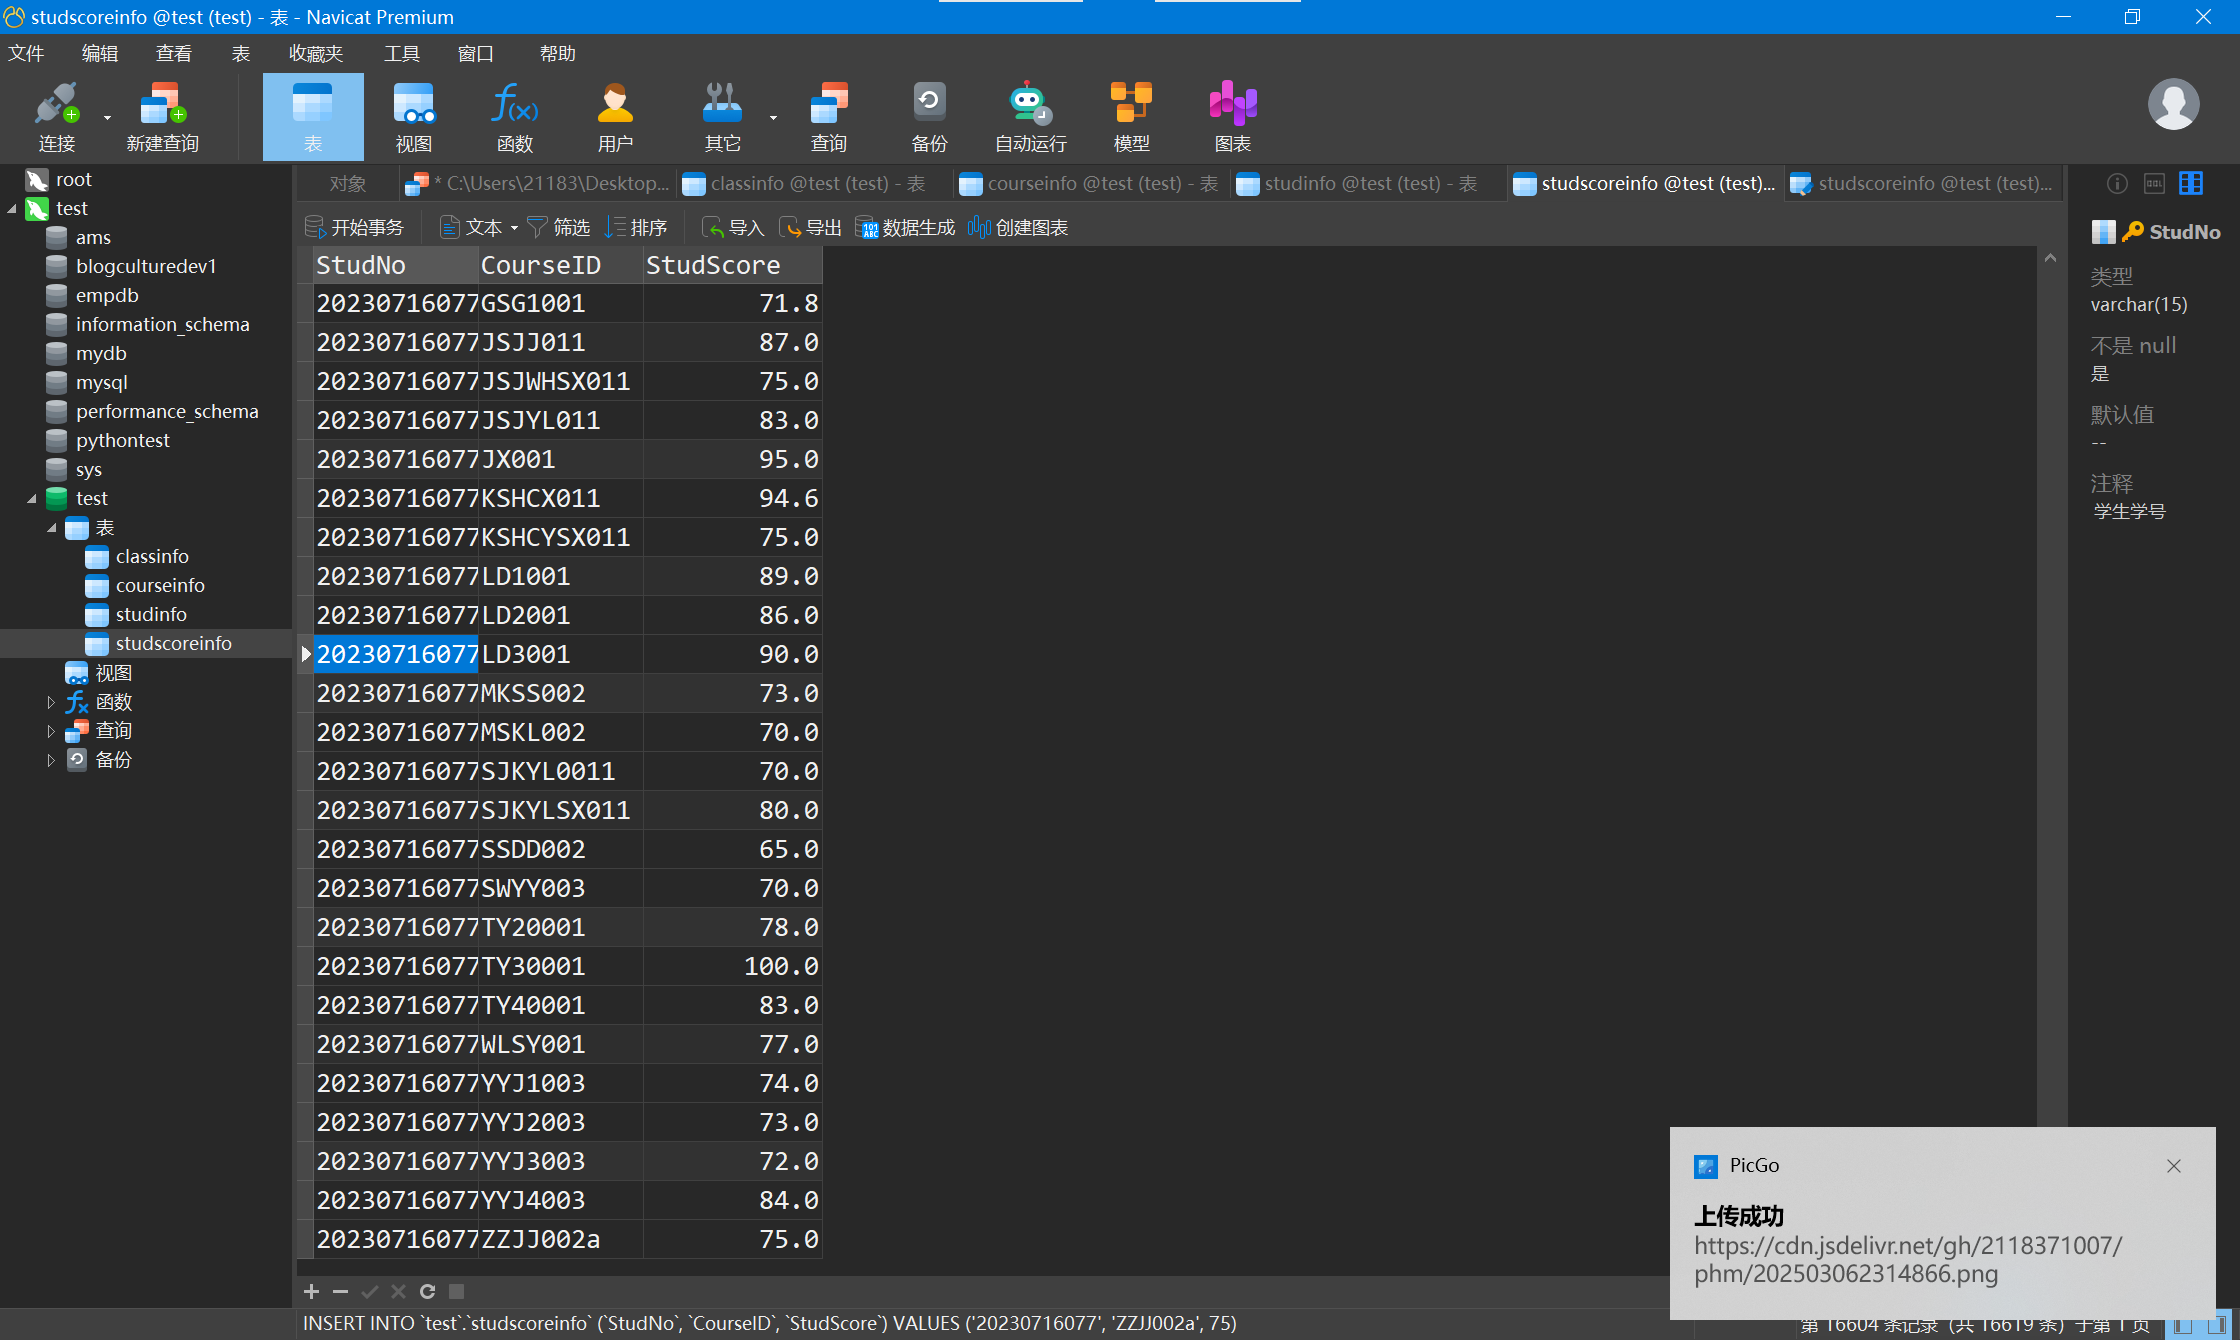 studscoreinfo @test (test) - 表 - Navicat Premium
文件 编辑 查看 表 收藏夹 工具 窗口 帮助
连接 新建查询 表 视图 函数 用户 其它 查询 备份 自动运行 模型 图表
root
test
ams
blogculturedev1
empdb
information_schema
mydb
mysql
performance_schema
pythontest
sys
test
表
classinfo
courseinfo
studinfo
studscoreinfo
视图
函数
查询
备份
对象 * C:\Users\21183\Desktop... classinfo @test (test) - 表 courseinfo @test (test) - 表 studinfo @test (test) - 表 studscoreinfo @test (test)... studscoreinfo @test (test)...
开始事务 文本 筛选 排序 导入 导出 数据生成 创建图表
StudNo CourseID StudScore
20230716077 GSG1001 71.8
20230716077 JSJJ011 87.0
20230716077 JSJWHSX011 75.0
20230716077 JSJYL011 83.0
20230716077 JX001 95.0
20230716077 KSHCX011 94.6
20230716077 KSHCYSX011 75.0
20230716077 LD1001 89.0
20230716077 LD2001 86.0
20230716077 LD3001 90.0
20230716077 MKSS002 73.0
20230716077 MSKL002 70.0
20230716077 SJKYL0011 70.0
20230716077 SJKYLSX011 80.0
20230716077 SSDD002 65.0
20230716077 SWYY003 70.0
20230716077 TY20001 78.0
20230716077 TY30001 100.0
20230716077 TY40001 83.0
20230716077 WLSY001 77.0
20230716077 YYJ1003 74.0
20230716077 YYJ2003 73.0
20230716077 YYJ3003 72.0
20230716077 YYJ4003 84.0
20230716077 ZZJJ002a 75.0
StudNo
类型
varchar(15)
不是 null
是
默认值
--
注释
学生学号
PicGo
上传成功
https://cdn.jsdelivr.net/gh/2118371007/
phm/202503062314866.png
INSERT INTO `test`.`studscoreinfo` (`StudNo`, `CourseID`, `StudScore`) VALUES ('20230716077', 'ZZJJ002a', 75)
第 16604 条记录 (共 16619 条) 于第 1 页